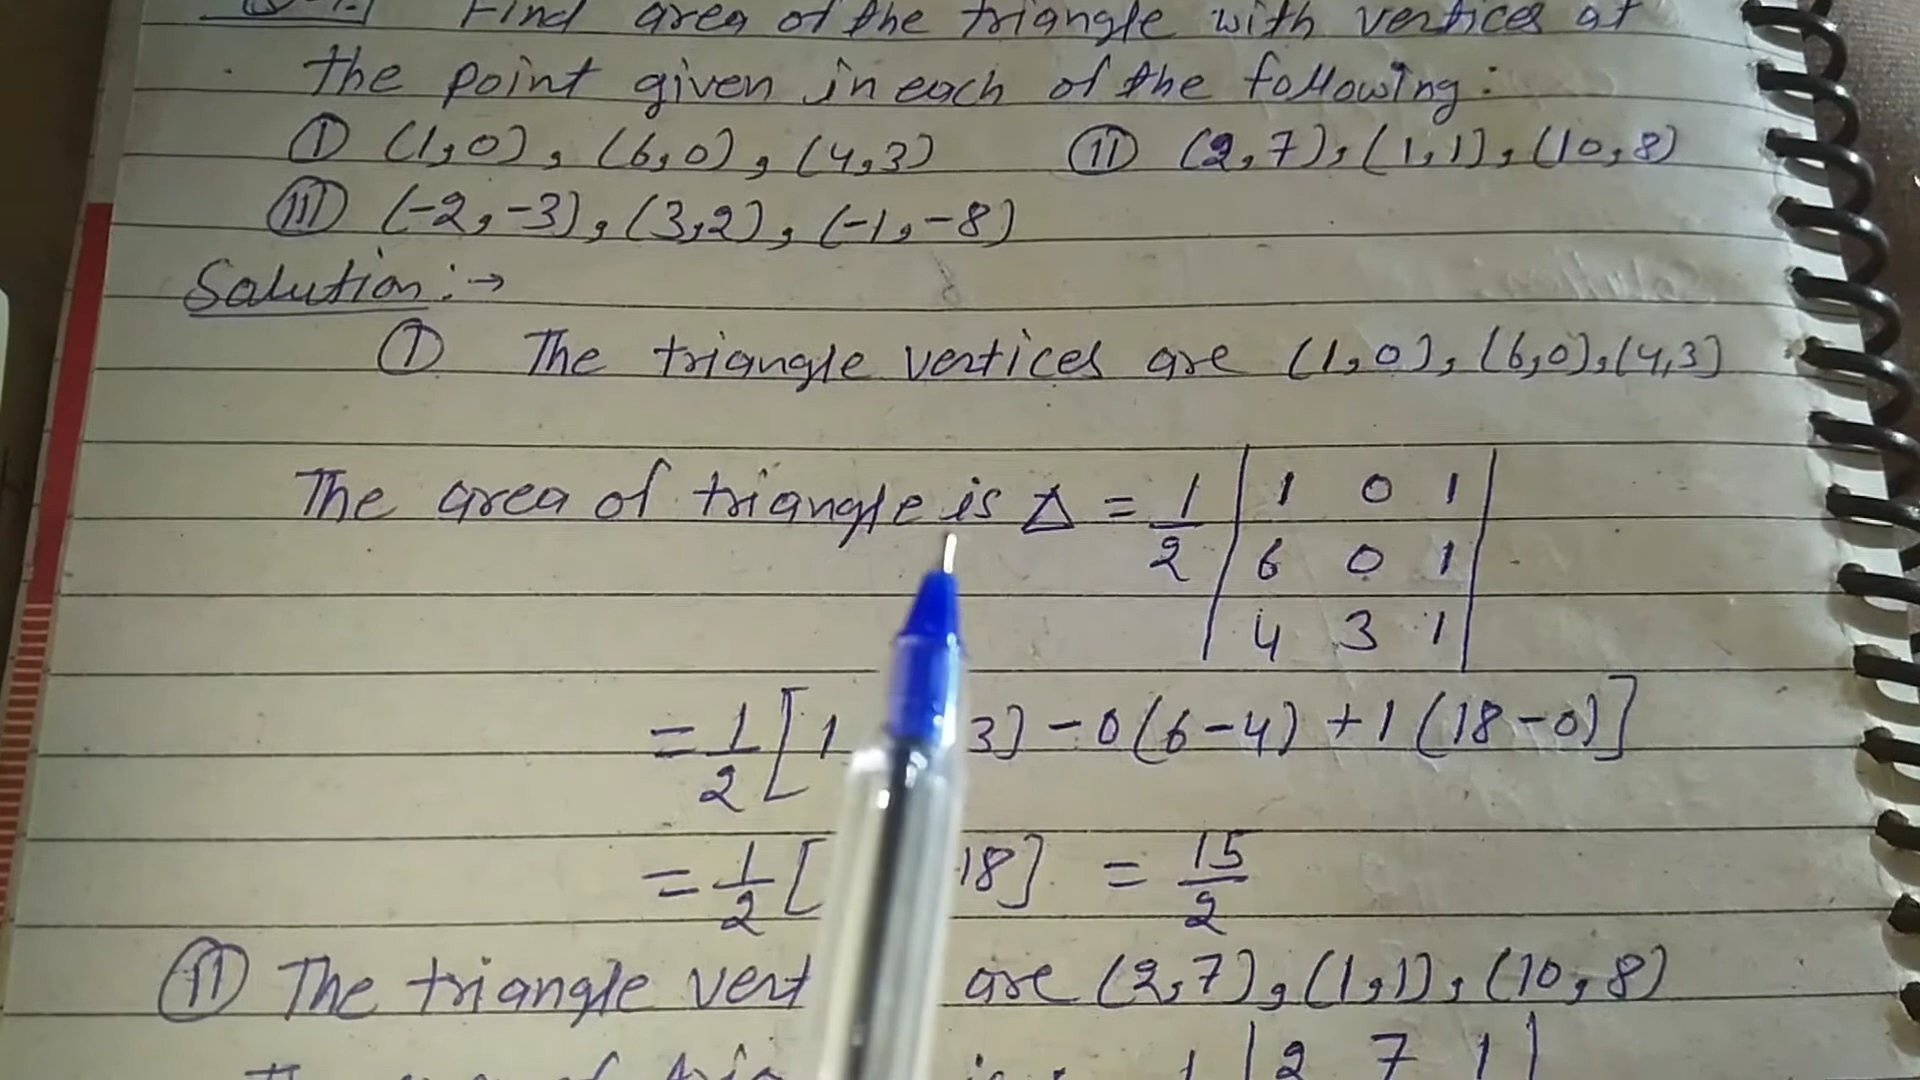 Find area of the triangle with vertices at
the point given in each of the following:
(I) (1,0), (6,0), (4,3) (II) (2,7), (1,1), (10,8)
(III) (-2,-3), (3,2), (-1,-8)
Solution:→
(I) The triangle vertices are (1,0), (6,0), (4,3)
The area of triangle is Δ = 1/2 | 1 0 1 |
6 0 1
4 3 1
= 1/2 [1 3) - 0(6-4) + 1(18-0)]
= 1/2 [ 18] = 15/2
(II) The triangle are (2,7), (1,1), (10,8)
2 7 1